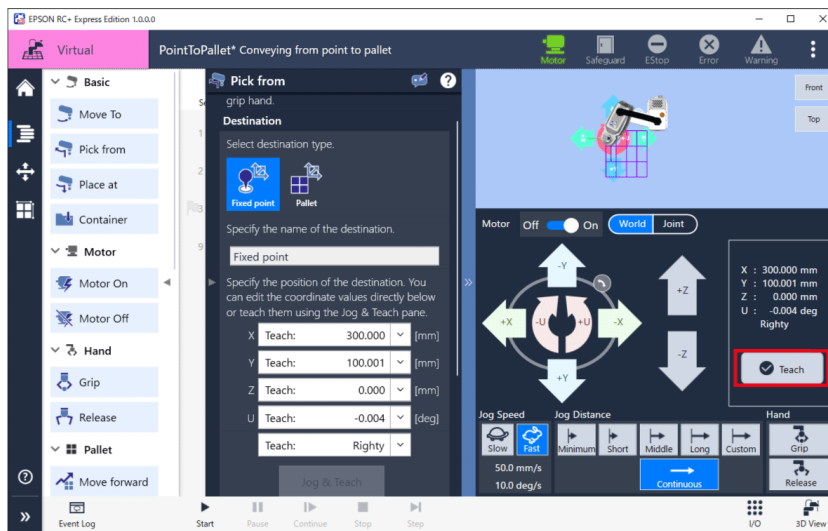 EPSON RC+ Express Edition 1.0.0.0
Virtual
PointToPallet* Conveying from point to pallet
Motor
Safeguard
EStop
Error
Warning
Basic
Move To
Pick from
Place at
Container
Motor
Motor On
Motor Off
Hand
Grip
Release
Pallet
Move forward
1
2
3
9
Pick from
grip hand.
Destination
Select destination type.
Fixed point
Pallet
Specify the name of the destination.
Fixed point
Specify the position of the destination. You
can edit the coordinate values directly below
or teach them using the Jog & Teach pane.
X Teach: 300.000 [mm]
Y Teach: 100.001 [mm]
Z Teach: 0.000 [mm]
U Teach: -0.004 [deg]
Teach: Righty
Jog & Teach
Front
Top
Motor Off On World Joint
-Y
+X
-U
+U
-X
+Y
+Z
-Z
X : 300.000 mm
Y : 100.001 mm
Z : 0.000 mm
U : -0.004 deg
Righty
Teach
Jog Speed
Slow
Fast
50.0 mm/s
10.0 deg/s
Jog Distance
Minimum
Short
Middle
Long
Custom
Continuous
Hand
Grip
Release
Event Log
Start
Pause
Continue
Stop
Step
I/O
3D View